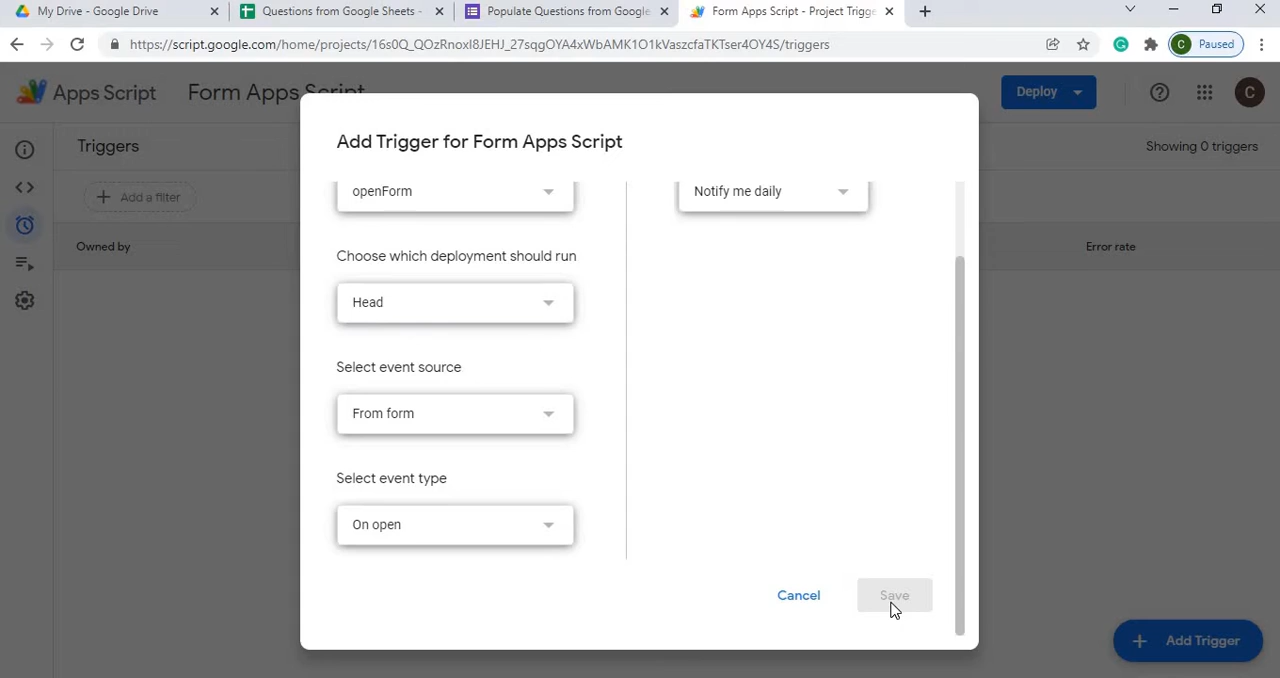 My Drive - Google Drive
Questions from Google Sheets -
Populate Questions from Google
Form Apps Script - Project Trigge
https://script.google.com/home/projects/16s0Q_QOzRnoxJ8JEHJ_27sqgOYA4xWbAMK1O1kVaszcfaTKTser4OY4S/triggers
C
Paused
Apps Script
Form Apps Script
Deploy
C
Triggers
Showing 0 triggers
Add a filter
Owned by
Error rate
Add Trigger for Form Apps Script
openForm
Notify me daily
Choose which deployment should run
Head
Select event source
From form
Select event type
On open
Cancel
Save
Add Trigger